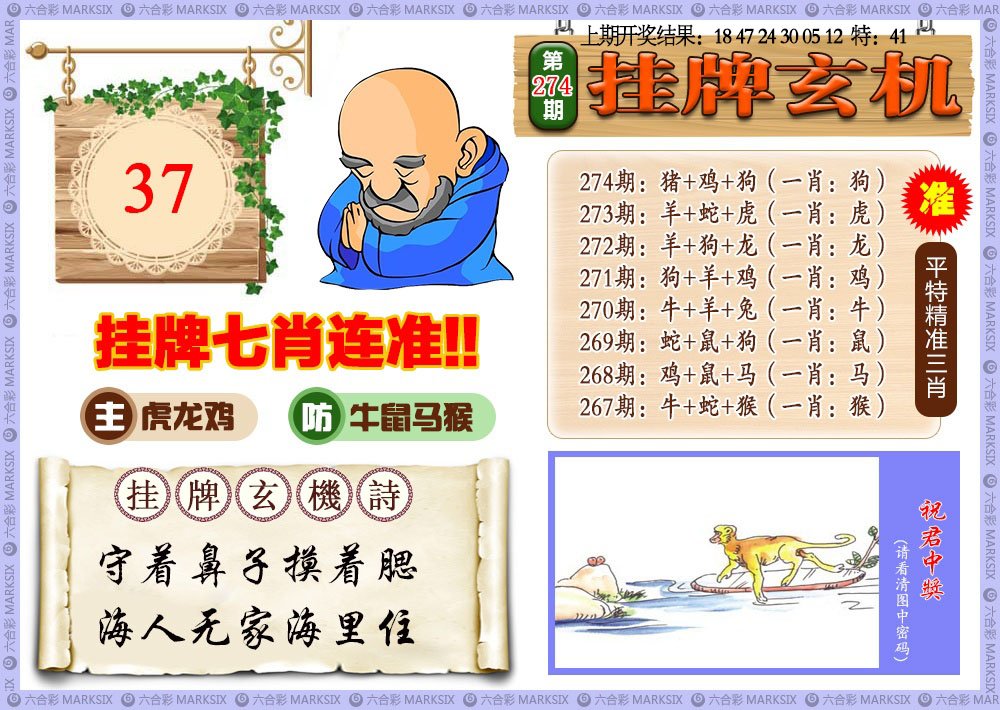 六合彩 MARKSIX
上期开奖结果：18 47 24 30 05 12 特：41
第274期
挂牌玄机
37
挂牌七肖连准!!
主 虎龙鸡
防 牛鼠马猴
挂牌玄機詩
守着鼻子摸着腮
海人无家海里住
274期：猪+鸡+狗（一肖：狗）
273期：羊+蛇+虎（一肖：虎）
272期：羊+狗+龙（一肖：龙）
271期：狗+羊+鸡（一肖：鸡）
270期：牛+羊+兔（一肖：牛）
269期：蛇+鼠+狗（一肖：鼠）
268期：鸡+鼠+马（一肖：马）
267期：牛+蛇+猴（一肖：猴）
准
平特精准三肖
祝君中奖
（请看清图中密码）